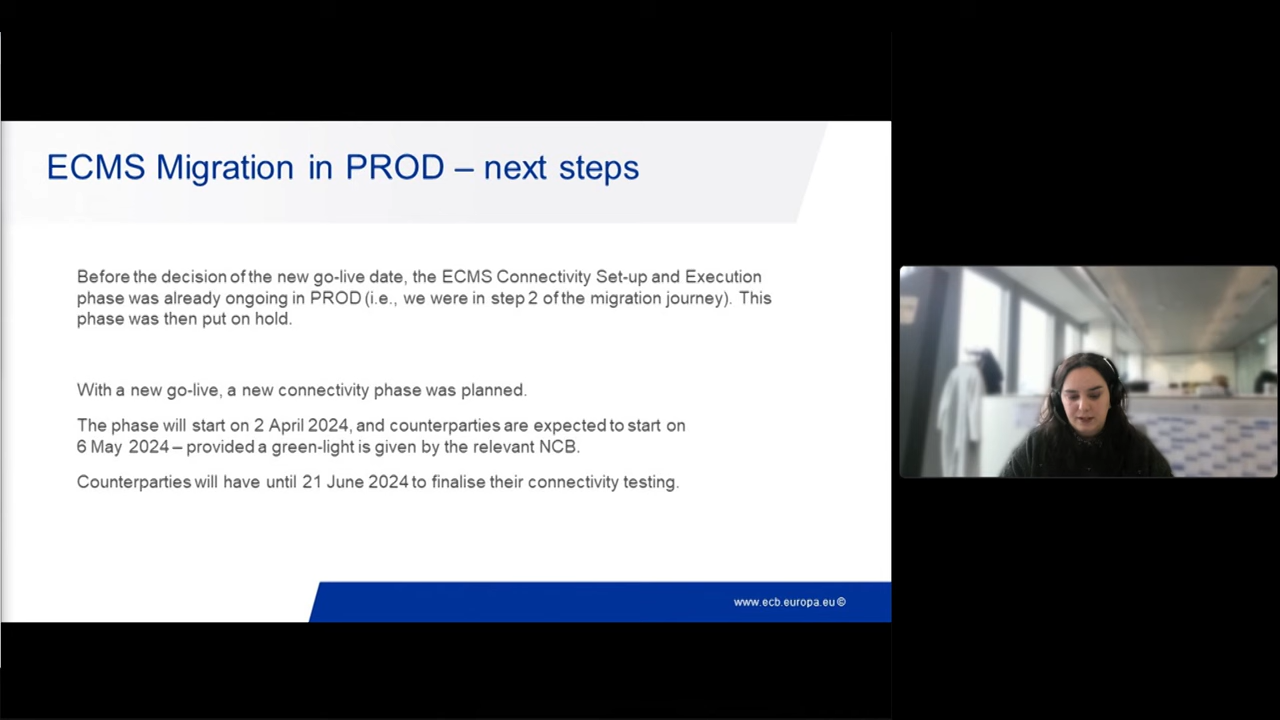 ECMS Migration in PROD – next steps
Before the decision of the new go-live date, the ECMS Connectivity Set-up and Execution
phase was already ongoing in PROD (i.e., we were in step 2 of the migration journey). This
phase was then put on hold.
With a new go-live, a new connectivity phase was planned.
The phase will start on 2 April 2024, and counterparties are expected to start on
6 May 2024 – provided a green-light is given by the relevant NCB.
Counterparties will have until 21 June 2024 to finalise their connectivity testing.
www.ecb.europa.eu ©